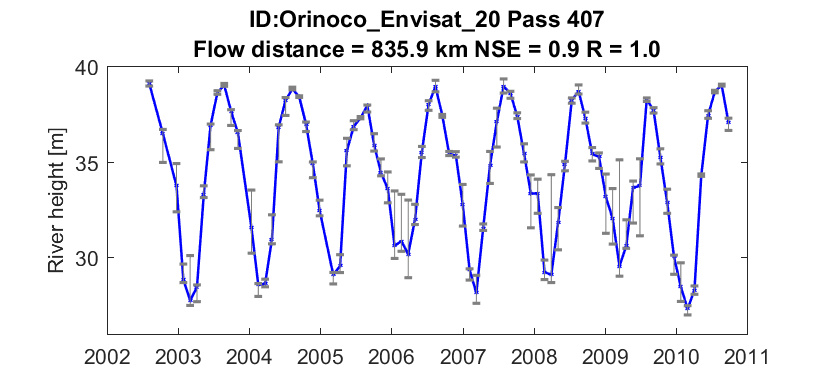 ID:Orinoco_Envisat_20 Pass 407
Flow distance = 835.9 km NSE = 0.9 R = 1.0
River height [m]
40
35
30
2002 2003 2004 2005 2006 2007 2008 2009 2010 2011